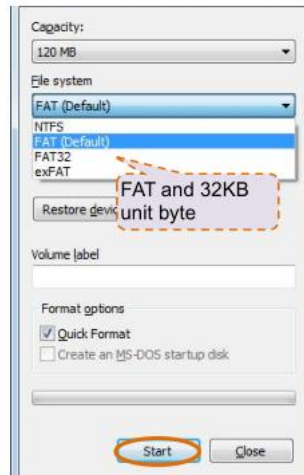 Capacity:
120 MB
File system
FAT (Default)
NTFS
FAT (Default)
FAT32
exFAT
FAT and 32KB
unit byte
Restore
Volume label
Format options
Quick Format
Create an MS-DOS startup disk
Start
Close